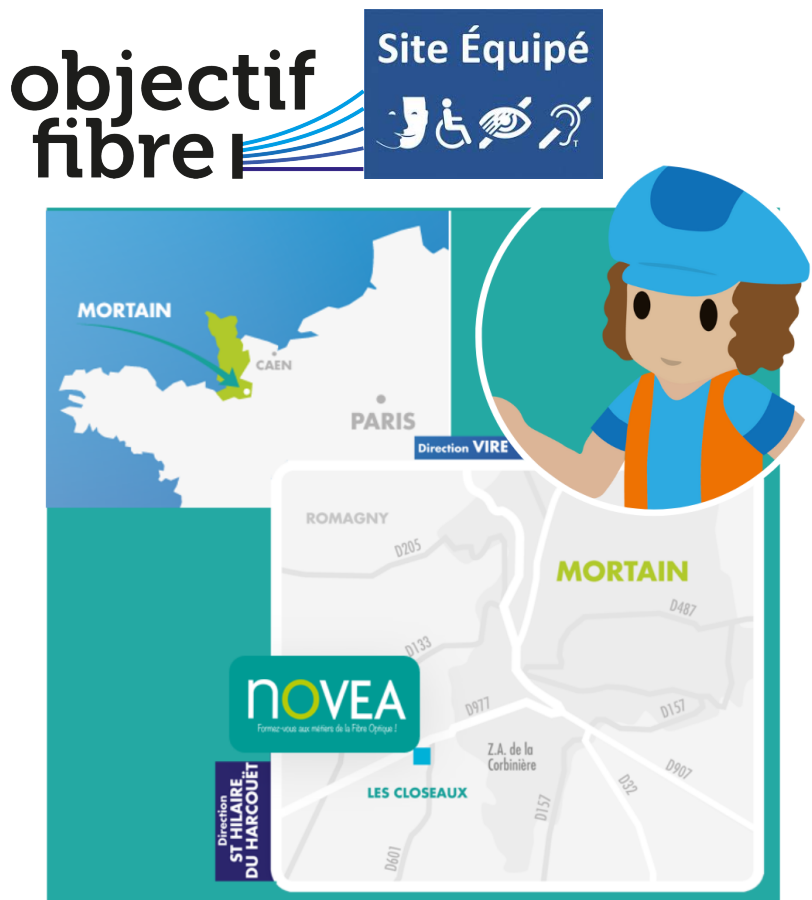 objectif
fibre
Site Équipé
T
MORTAIN
CAEN
PARIS
Direction VIRE
ROMAGNY
D205
MORTAIN
D487
D133
NOVEA
Formez-vous aux métiers de la Fibre Optique !
D977
D157
Z.A. de la
Corbinière
LES CLOSEAUX
D907
D32
D157
D601
Direction
ST HILAIRE
DU HARCOUËT